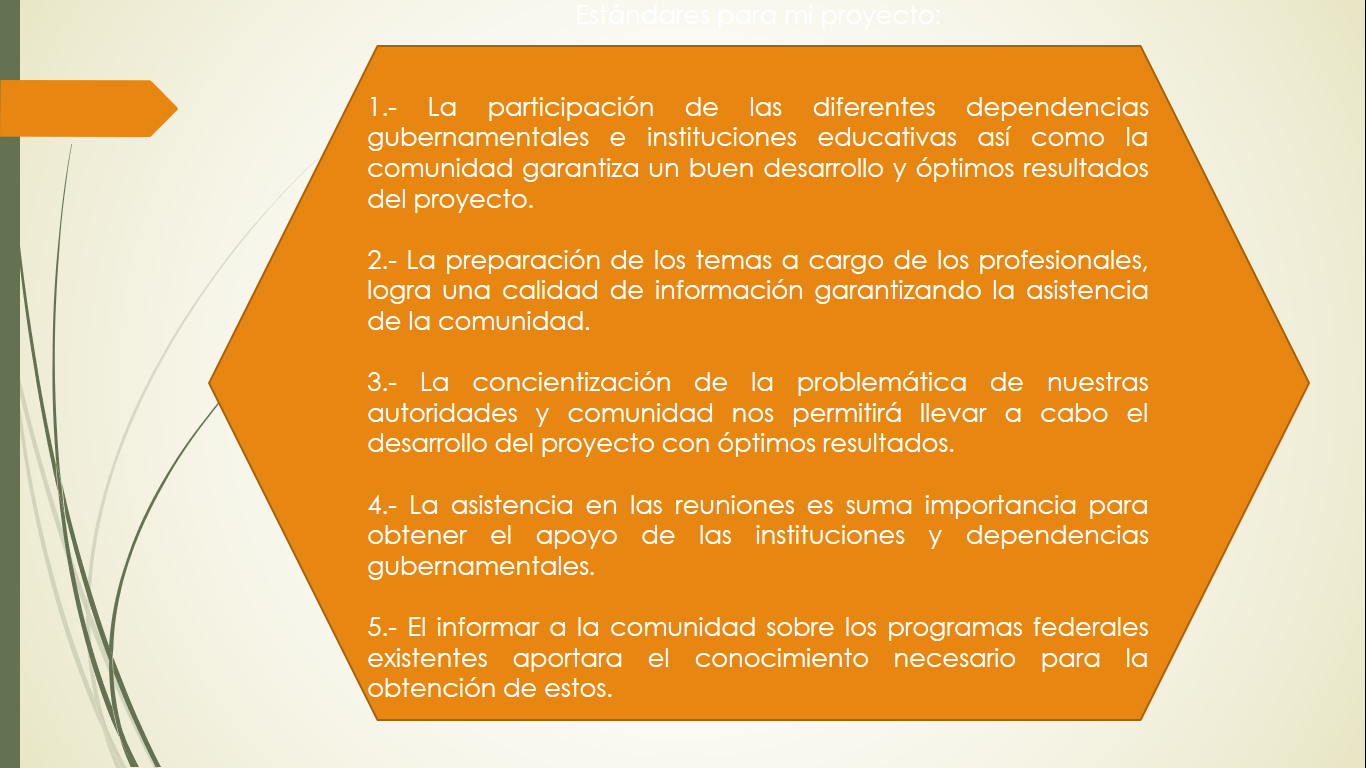 Estándares para mi proyecto:
1.- La participación de las diferentes dependencias
gubernamentales e instituciones educativas así como la
comunidad garantiza un buen desarrollo y óptimos resultados
del proyecto.
2.- La preparación de los temas a cargo de los profesionales,
logra una calidad de información garantizando la asistencia
de la comunidad.
3.- La concientización de la problemática de nuestras
autoridades y comunidad nos permitirá llevar a cabo el
desarrollo del proyecto con óptimos resultados.
4.- La asistencia en las reuniones es suma importancia para
obtener el apoyo de las instituciones y dependencias
gubernamentales.
5.- El informar a la comunidad sobre los programas federales
existentes aportara el conocimiento necesario para la
obtención de estos.